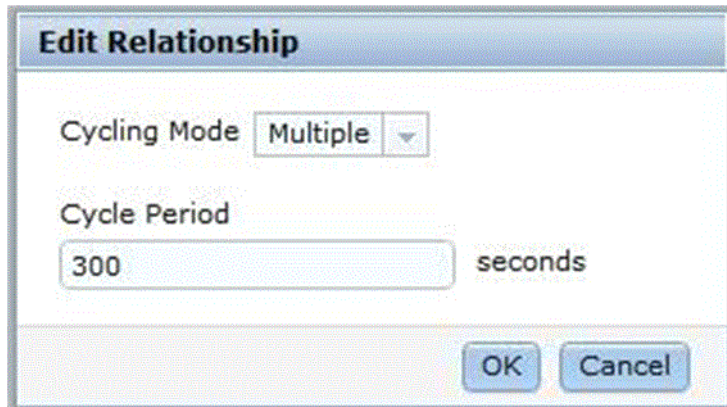 Edit Relationship
Cycling Mode Multiple
Cycle Period
300 seconds
OK Cancel